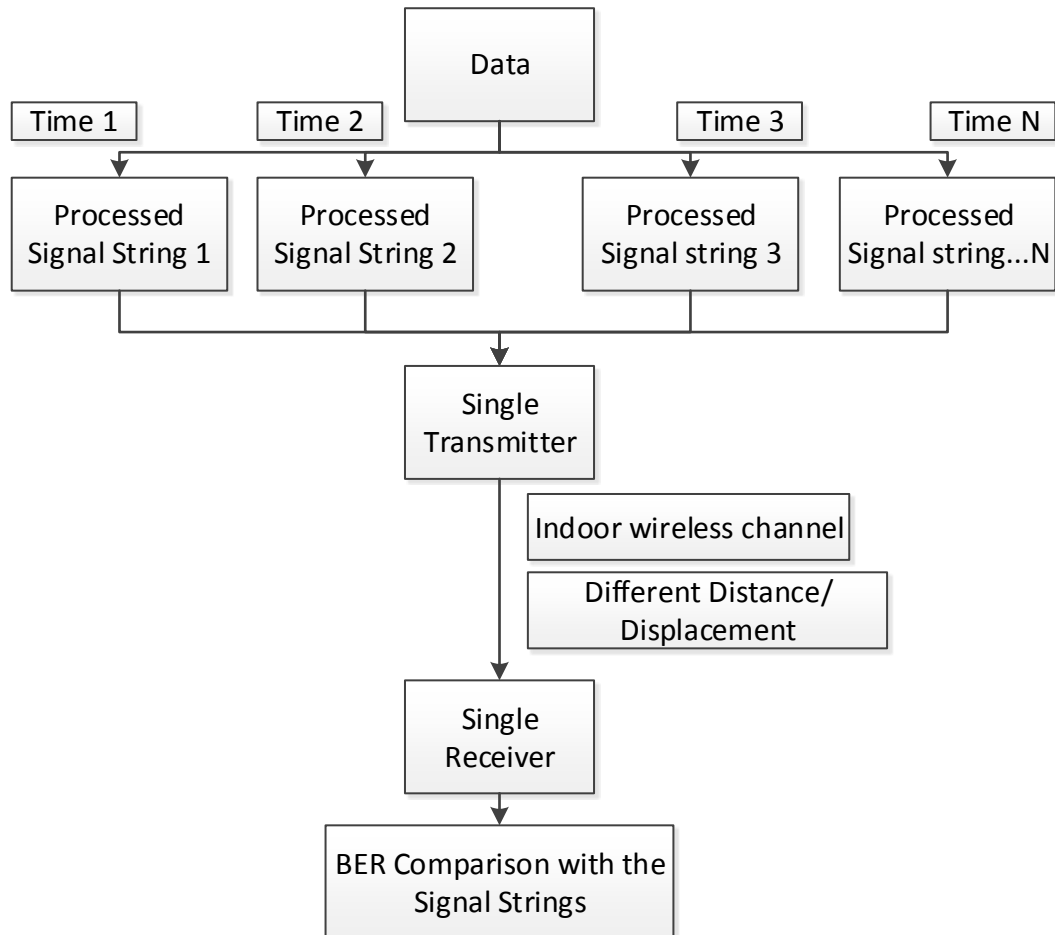 Data
Time 1
Time 2
Time 3
Time N
Processed
Signal String 1
Processed
Signal String 2
Processed
Signal string 3
Processed
Signal string...N
Single
Transmitter
Indoor wireless channel
Different Distance/
Displacement
Single
Receiver
BER Comparison with the
Signal Strings